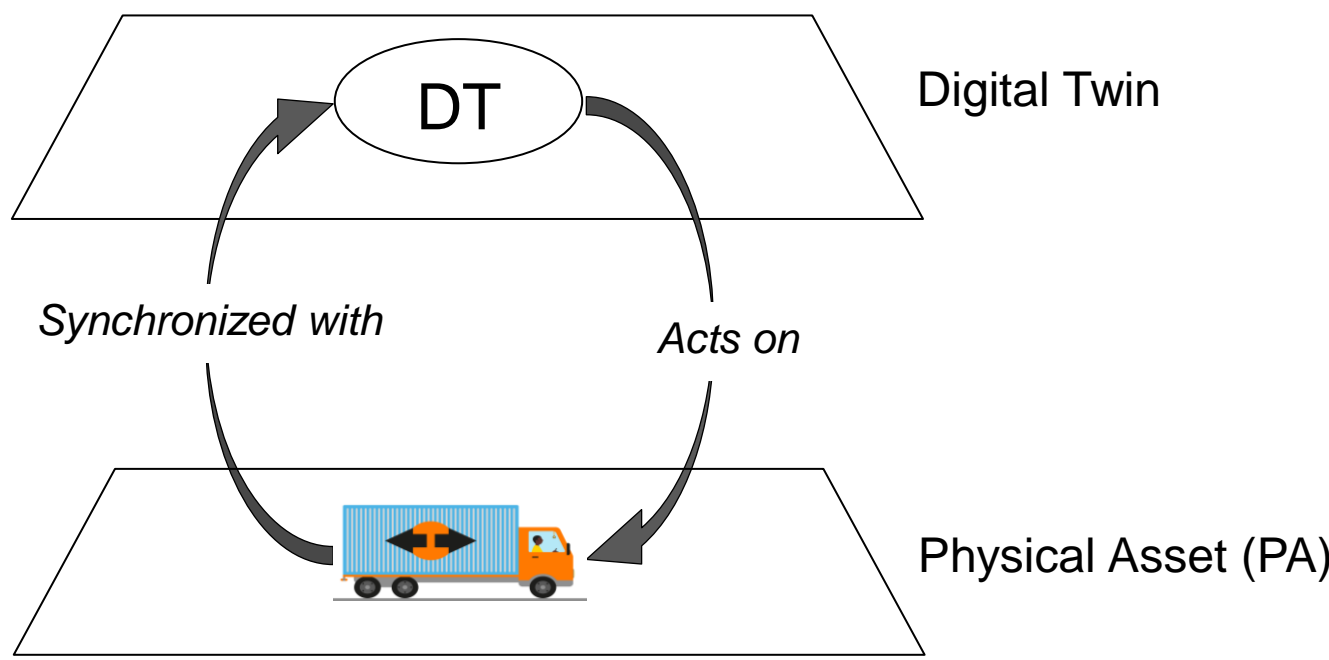 DT
Digital Twin
Synchronized with
Acts on
Physical Asset (PA)